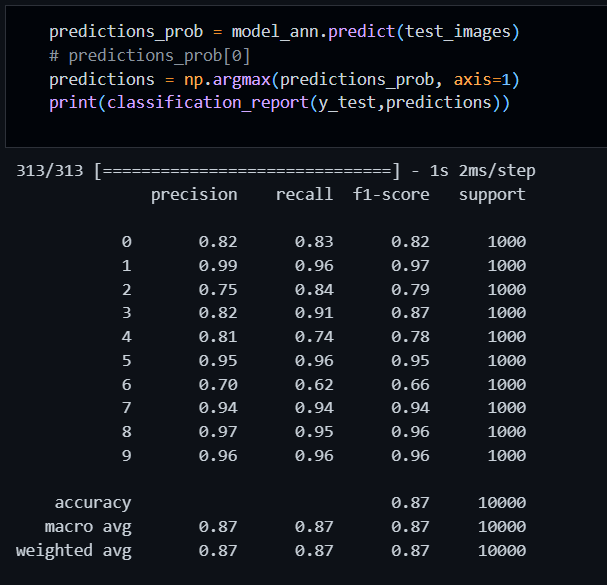 predictions_prob = model_ann.predict(test_images)
# predictions_prob[0]
predictions = np.argmax(predictions_prob, axis=1)
print(classification_report(y_test,predictions))
313/313 [==============================] - 1s 2ms/step
precision recall f1-score support
0 0.82 0.83 0.82 1000
1 0.99 0.96 0.97 1000
2 0.75 0.84 0.79 1000
3 0.82 0.91 0.87 1000
4 0.81 0.74 0.78 1000
5 0.95 0.96 0.95 1000
6 0.70 0.62 0.66 1000
7 0.94 0.94 0.94 1000
8 0.97 0.95 0.96 1000
9 0.96 0.96 0.96 1000
accuracy 0.87 10000
macro avg 0.87 0.87 0.87 10000
weighted avg 0.87 0.87 0.87 10000